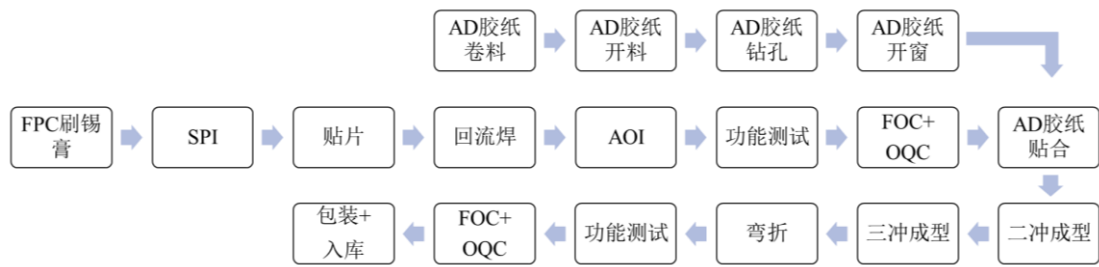 AD胶纸
卷料
AD胶纸
开料
AD胶纸
钻孔
AD胶纸
开窗
FPC刷锡
膏
SPI
贴片
回流焊
AOI
功能测试
FOC+
OQC
AD胶纸
贴合
二冲成型
三冲成型
弯折
功能测试
FOC+
OQC
包装+
入库